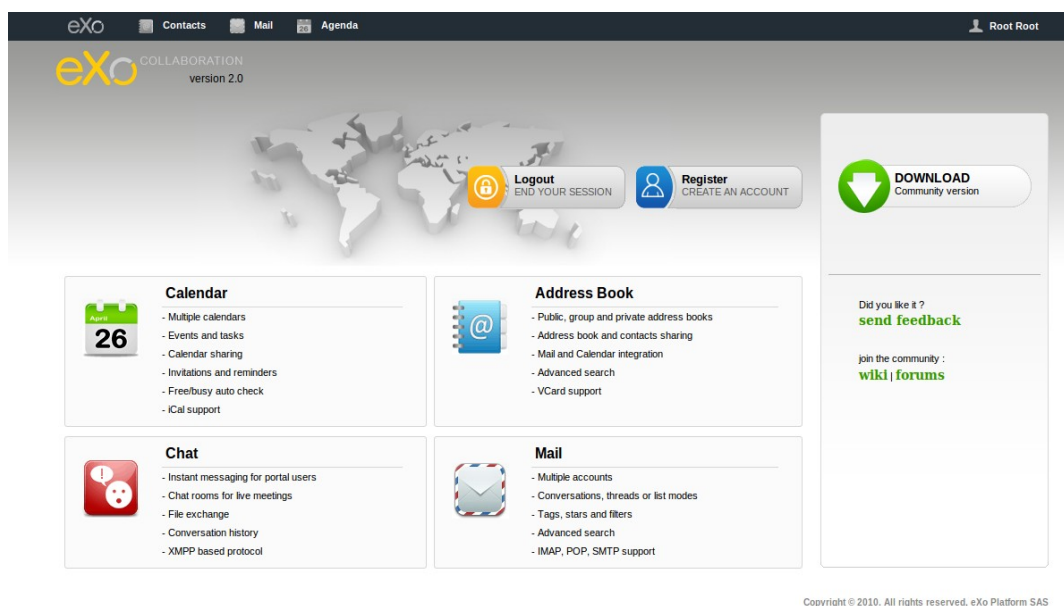 eXo Contacts Mail 26 Agenda Root Root
eXo COLLABORATION
version 2.0
Logout
END YOUR SESSION
Register
CREATE AN ACCOUNT
DOWNLOAD
Community version
Did you like it ?
send feedback
join the community :
wiki | forums
Calendar
April
26
- Multiple calendars
- Events and tasks
- Calendar sharing
- Invitations and reminders
- Free/busy auto check
- iCal support
Address Book
@
- Public, group and private address books
- Address book and contacts sharing
- Mail and Calendar integration
- Advanced search
- VCard support
Chat
!
- Instant messaging for portal users
- Chat rooms for live meetings
- File exchange
- Conversation history
- XMPP based protocol
Mail
- Multiple accounts
- Conversations, threads or list modes
- Tags, stars and filters
- Advanced search
- IMAP, POP, SMTP support
Copyright © 2010. All rights reserved, eXo Platform SAS